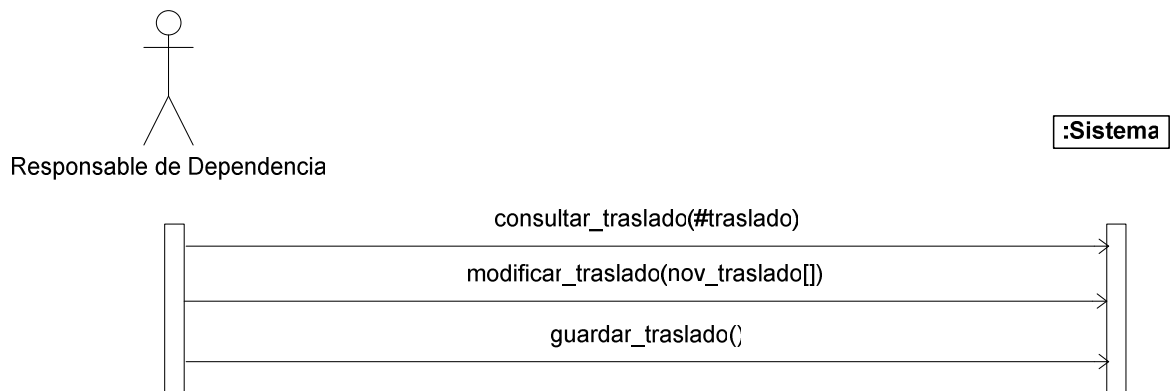 :Sistema
Responsable de Dependencia
consultar_traslado(#traslado)
modificar_traslado(nov_traslado[])
guardar_traslado()